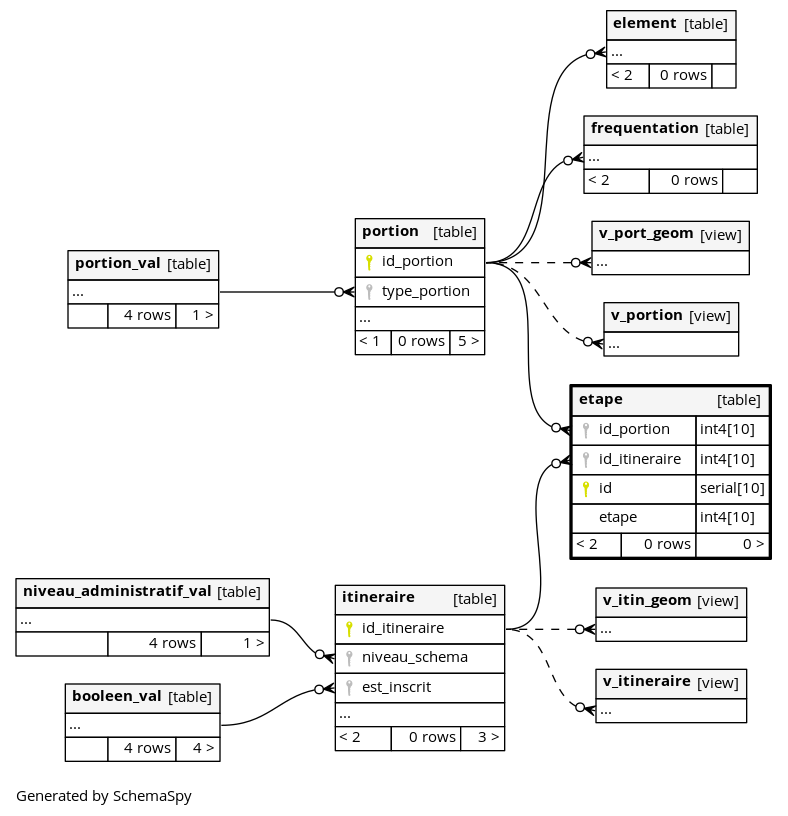 element [table]
...
< 2 0 rows
frequentation [table]
...
< 2 0 rows
portion [table]
id_portion
type_portion
...
< 1 0 rows 5 >
v_port_geom [view]
...
portion_val [table]
...
4 rows 1 >
v_portion [view]
...
etape [table]
id_portion int4[10]
id_itineraire int4[10]
id serial[10]
etape int4[10]
< 2 0 rows 0 >
niveau_administratif_val [table]
...
4 rows 1 >
itineraire [table]
id_itineraire
niveau_schema
est_inscrit
...
< 2 0 rows 3 >
v_itin_geom [view]
...
v_itineraire [view]
...
booleen_val [table]
...
4 rows 4 >
Generated by SchemaSpy